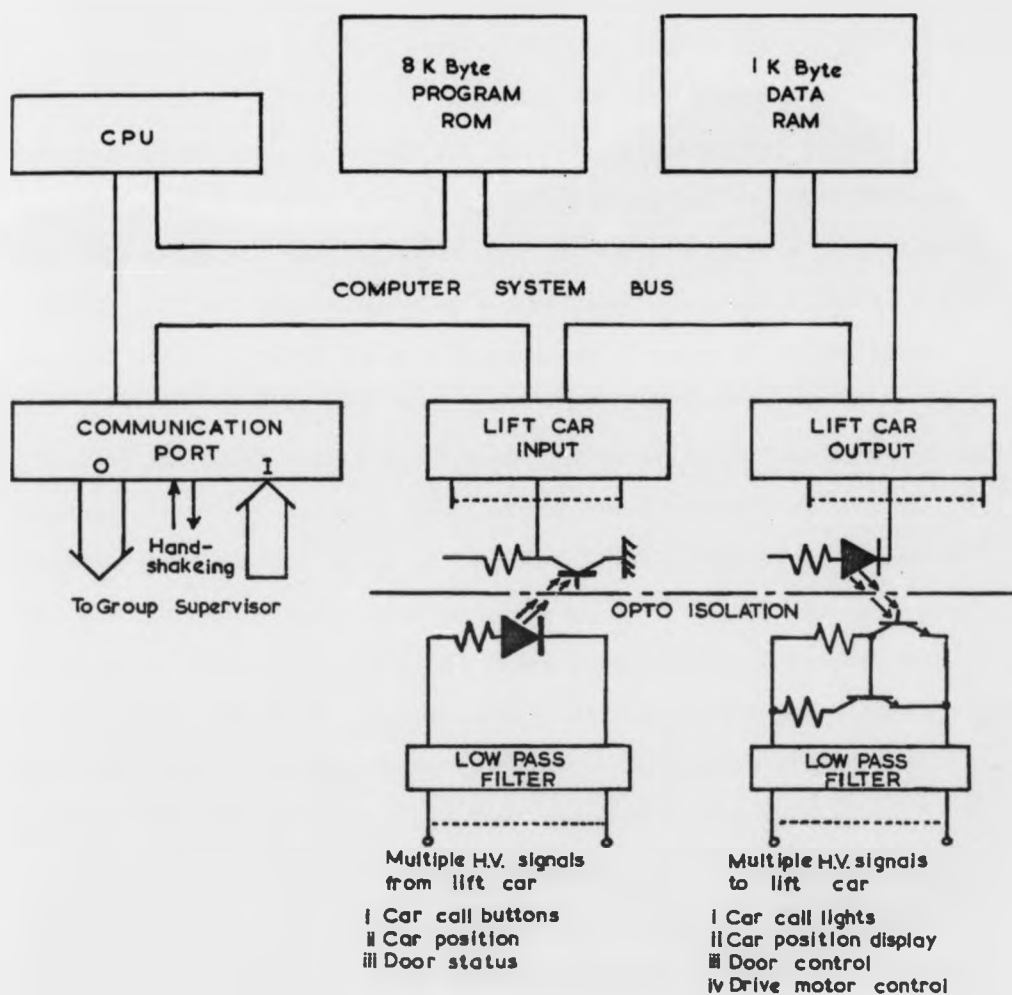 CPU
8 K Byte
PROGRAM
ROM
1 K Byte
DATA
RAM
COMPUTER SYSTEM BUS
COMMUNICATION
PORT
O
I
Hand-
shakeing
To Group Supervisor
LIFT CAR
INPUT
LIFT CAR
OUTPUT
OPTO ISOLATION
LOW PASS
FILTER
LOW PASS
FILTER
Multiple H.V. signals
from lift car
i Car call buttons
ii Car position
iii Door status
Multiple H.V. signals
to lift car
i Car call lights
ii Car position display
iii Door control
iv Drive motor control